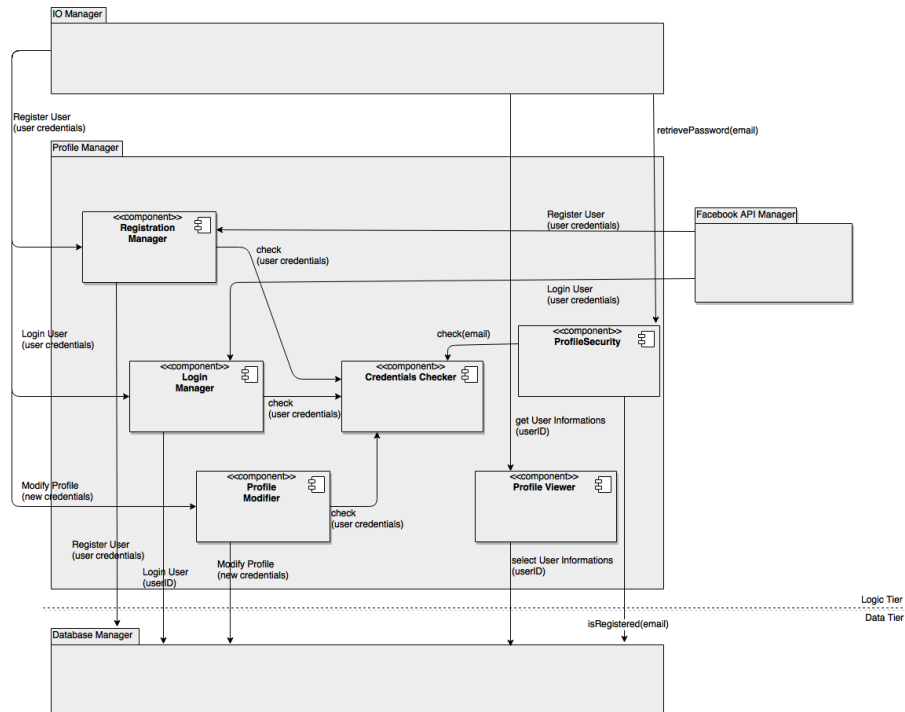 IO Manager
Register User
(user credentials)
retrievePassword(email)
Profile Manager
<<component>>
Registration
Manager
Register User
(user credentials)
Facebook API Manager
check
(user credentials)
Login User
(user credentials)
Login User
(user credentials)
check(email)
<<component>>
ProfileSecurity
<<component>>
Login
Manager
check
(user credentials)
<<component>>
Credentials Checker
get User Informations
(userID)
Modify Profile
(new credentials)
<<component>>
Profile
Modifier
check
(user credentials)
<<component>>
Profile Viewer
Register User
(user credentials)
Login User
(userID)
Modify Profile
(new credentials)
select User Informations
(userID)
Logic Tier
Data Tier
isRegistered(email)
Database Manager